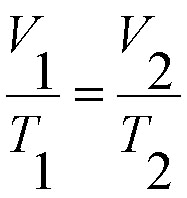 V₁/T₁ = V₂/T₂